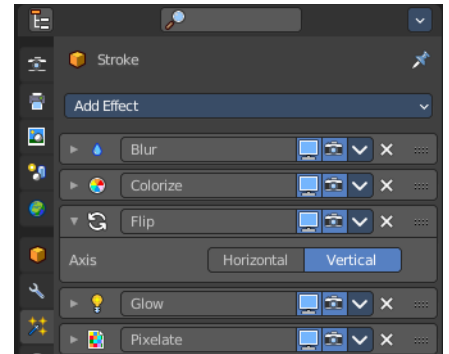 Stroke
Add Effect
Blur
Colorize
Flip
Axis Horizontal Vertical
Glow
Pixelate